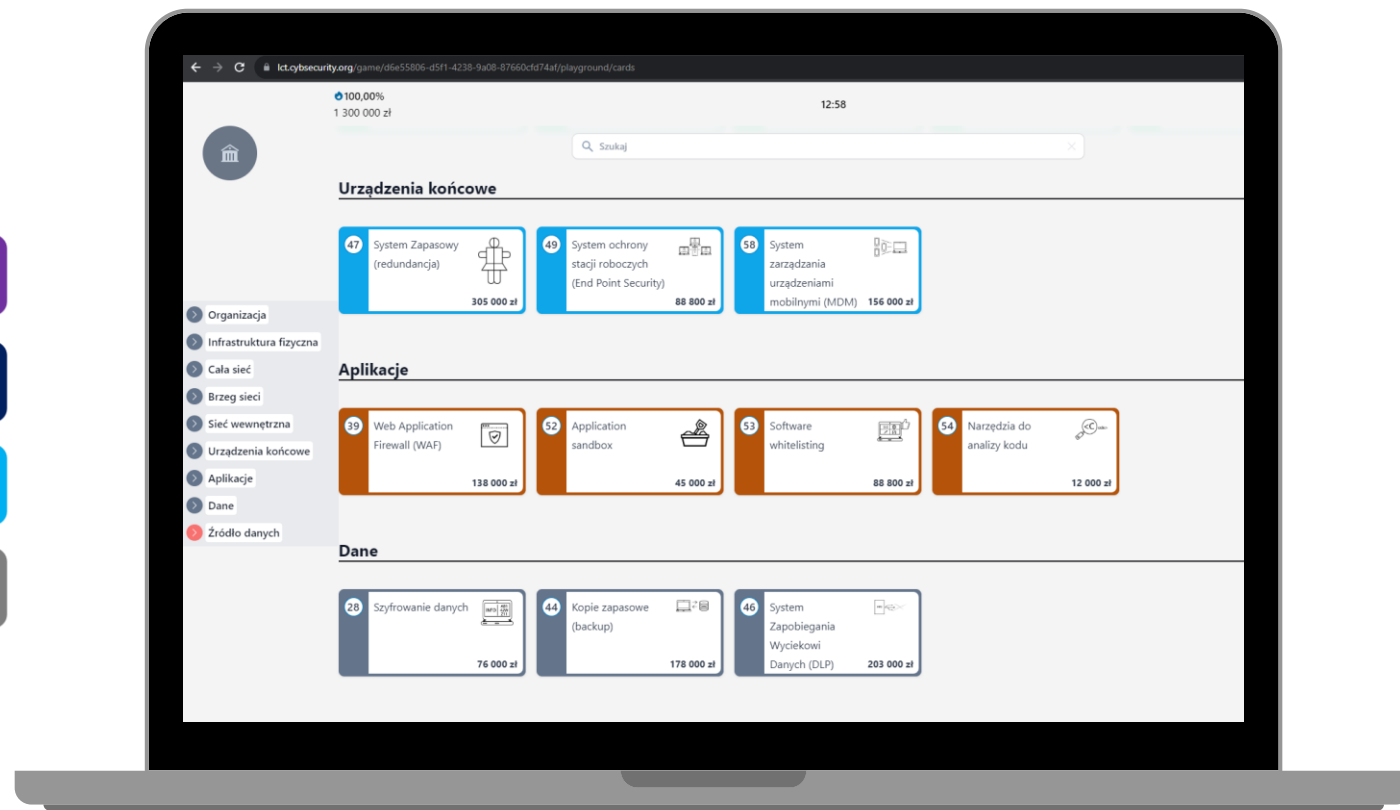 lct.cybsecurity.org/game/d6e55806-d5f1-4238-9a08-87660cfd74af/playground/cards
100,00%
1 300 000 zł
12:58
Szukaj
Organizacja
Infrastruktura fizyczna
Cała sieć
Brzeg sieci
Sieć wewnętrzna
Urządzenia końcowe
Aplikacje
Dane
Źródło danych
Urządzenia końcowe
47
System Zapasowy
(redundancja)
305 000 zł
49
System ochrony
stacji roboczych
(End Point Security)
88 800 zł
58
System
zarządzania
urządzeniami
mobilnymi (MDM)
156 000 zł
Aplikacje
39
Web Application
Firewall (WAF)
138 000 zł
52
Application
sandbox
45 000 zł
53
Software
whitelisting
88 800 zł
54
Narzędzia do
analizy kodu
12 000 zł
Dane
28
Szyfrowanie danych
76 000 zł
44
Kopie zapasowe
(backup)
178 000 zł
46
System
Zapobiegania
Wyciekowi
Danych (DLP)
203 000 zł